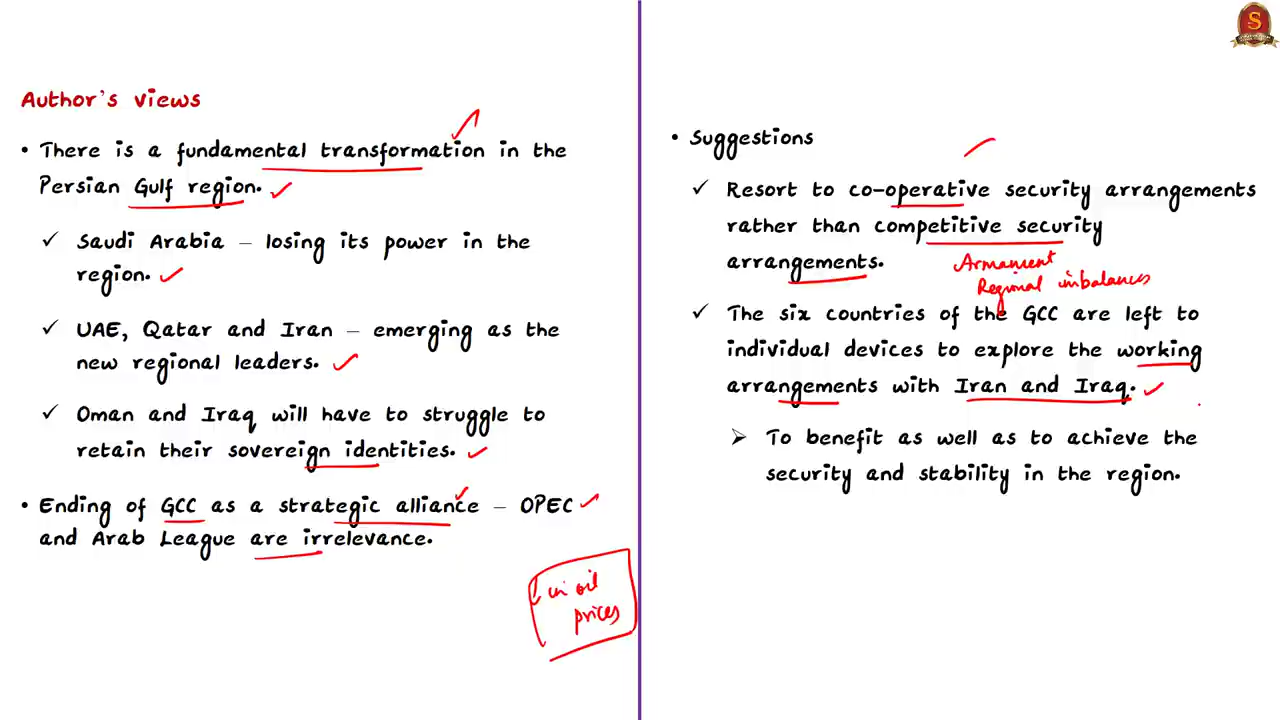 Author's views
• There is a fundamental transformation in the
Persian Gulf region.
✓ Saudi Arabia – losing its power in the
region.
✓ UAE, Qatar and Iran – emerging as the
new regional leaders.
✓ Oman and Iraq will have to struggle to
retain their sovereign identities.
• Ending of GCC as a strategic alliance – OPEC
and Arab League are irrelevance.
in oil
prices
S
• Suggestions
✓ Resort to co-operative security arrangements
rather than competitive security
arrangements.
Armament
Regional imbalances
✓ The six countries of the GCC are left to
individual devices to explore the working
arrangements with Iran and Iraq.
➢ To benefit as well as to achieve the
security and stability in the region.